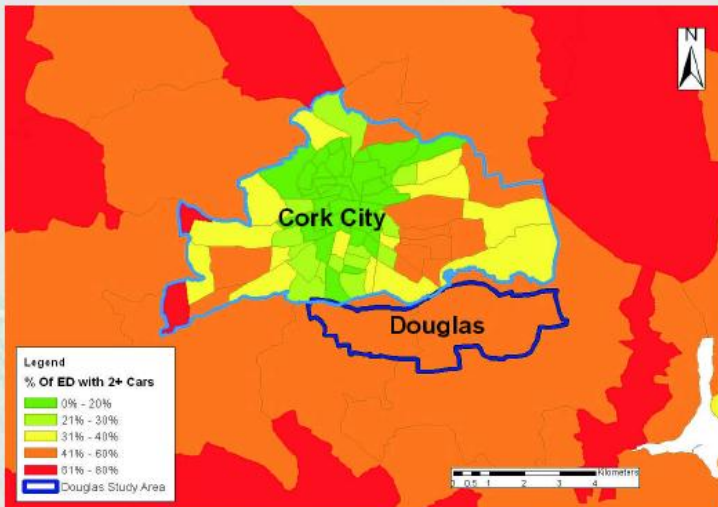 N
Cork City
Douglas
Legend
% Of ED with 2+ Cars
0% - 20%
21% - 30%
31% - 40%
41% - 60%
61% - 80%
Douglas Study Area
Kilometers
0 0.5 1 2 3 4